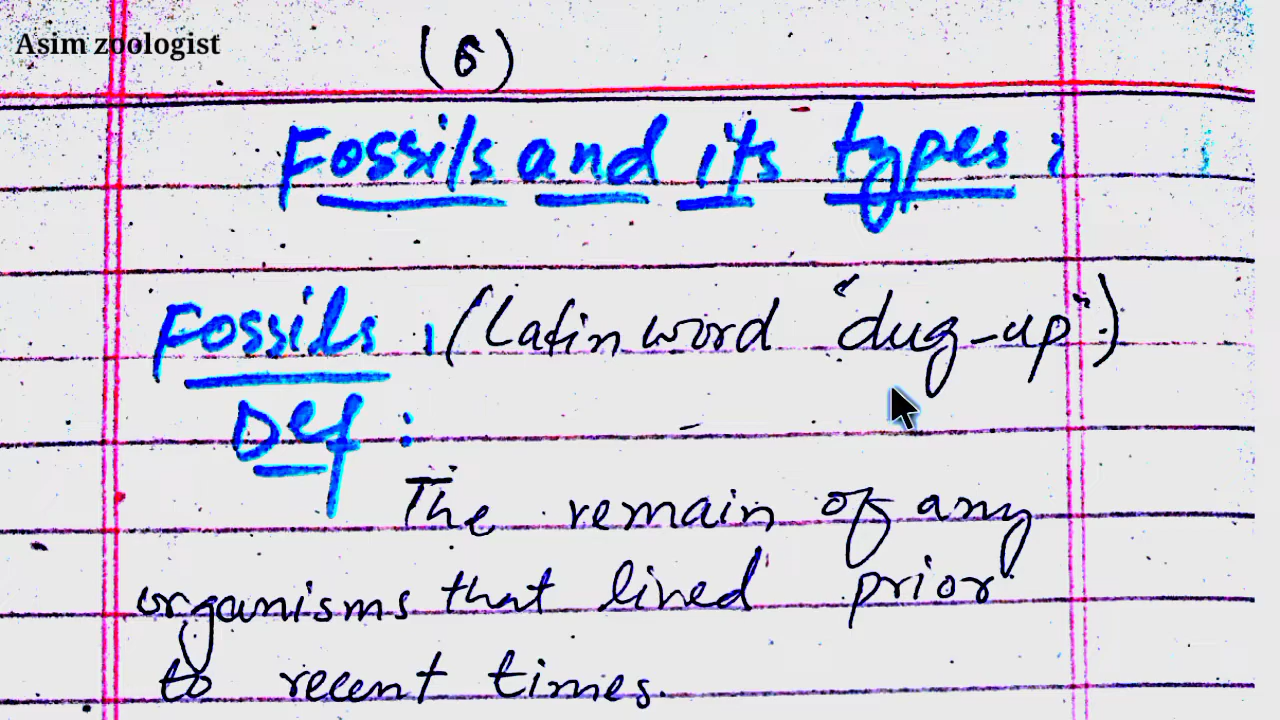 Asim zoologist
(6)
Fossils and its types :
Fossils : (Latin word "dug-up".)
Def :
The remain of any
organisms that lived prior
to recent times.